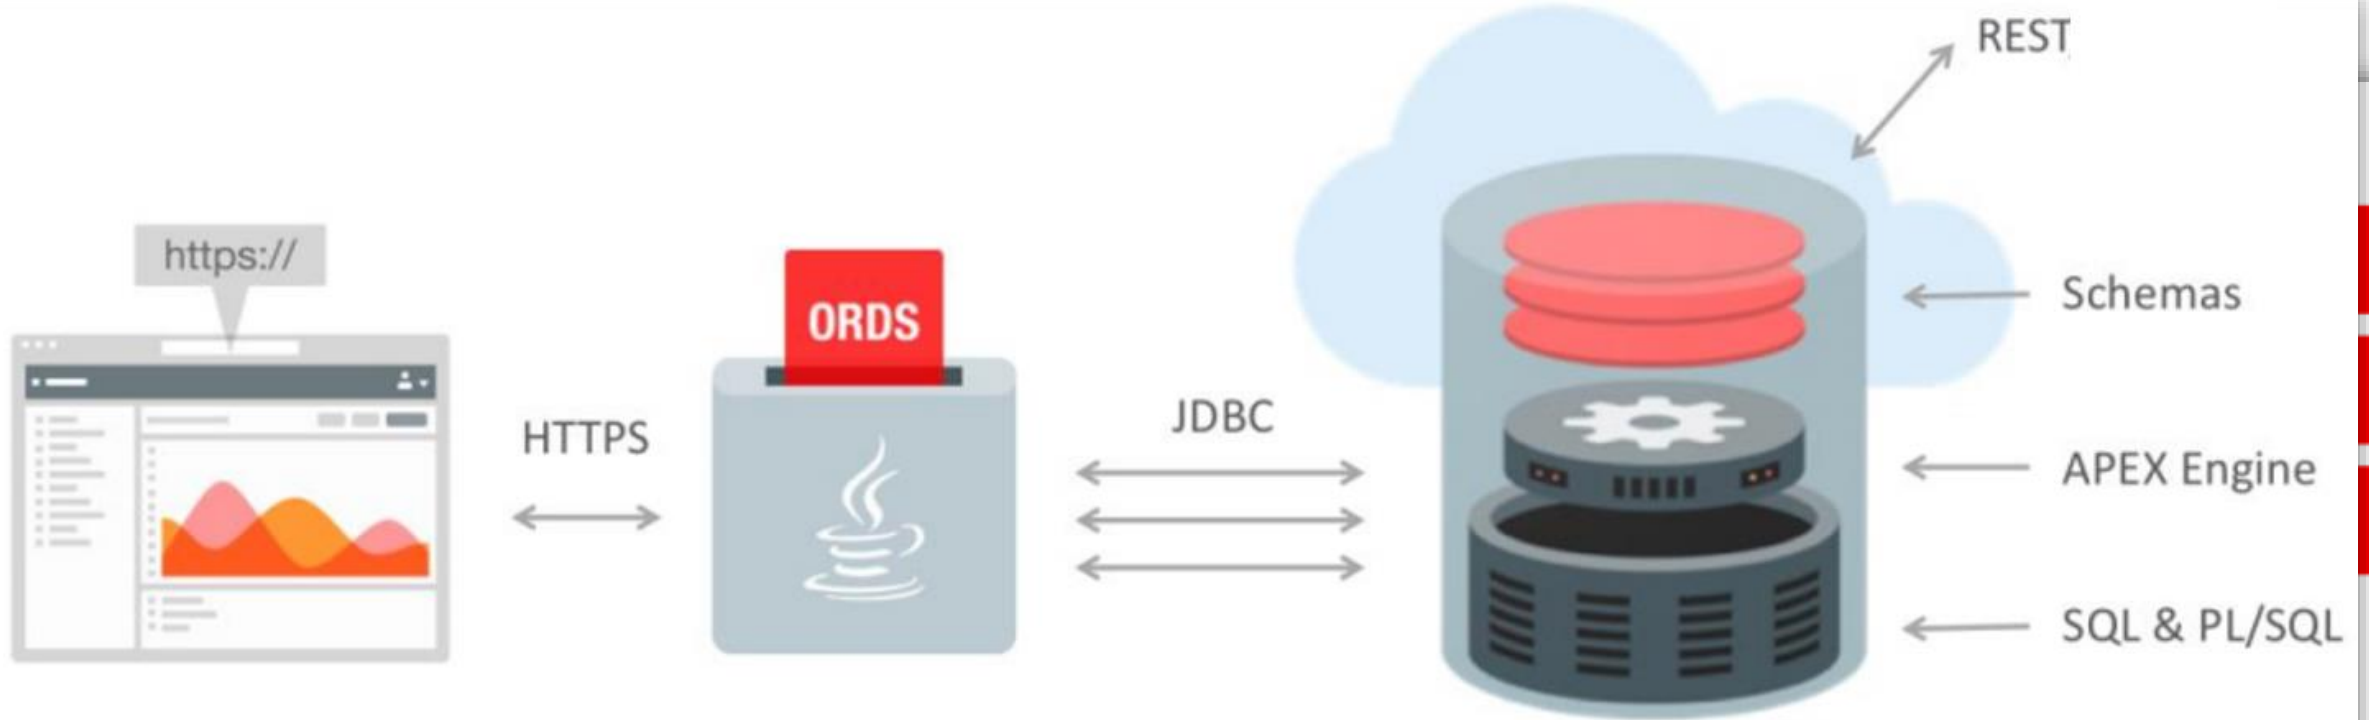 REST
https://
ORDS
Schemas
JDBC
HTTPS
APEX Engine
SQL & PL/SQL